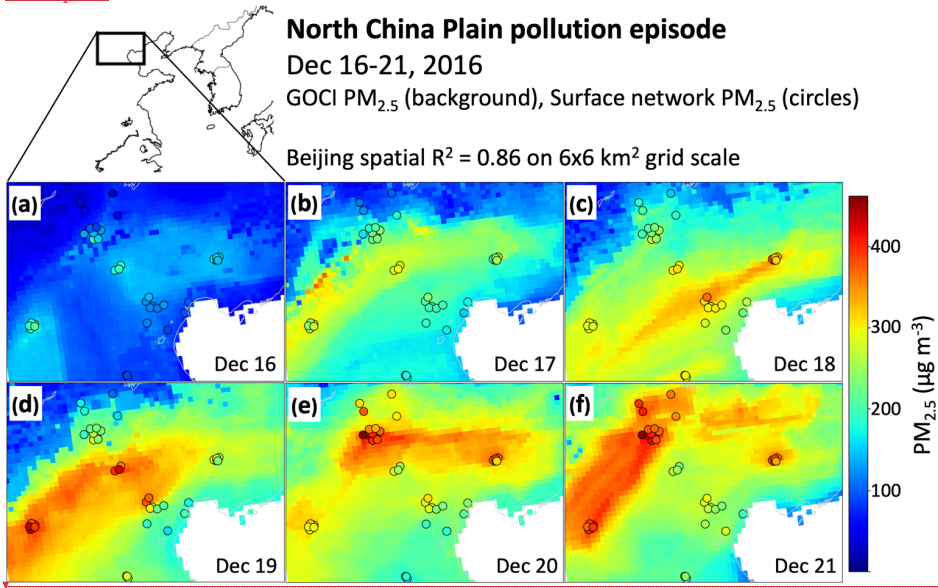 North China Plain pollution episode
Dec 16-21, 2016
GOCI PM2.5 (background), Surface network PM2.5 (circles)
Beijing spatial R2 = 0.86 on 6x6 km2 grid scale
(a)
Dec 16
(b)
Dec 17
(c)
Dec 18
(d)
Dec 19
(e)
Dec 20
(f)
Dec 21
400
300
200
100
PM2.5 (μg m-3)